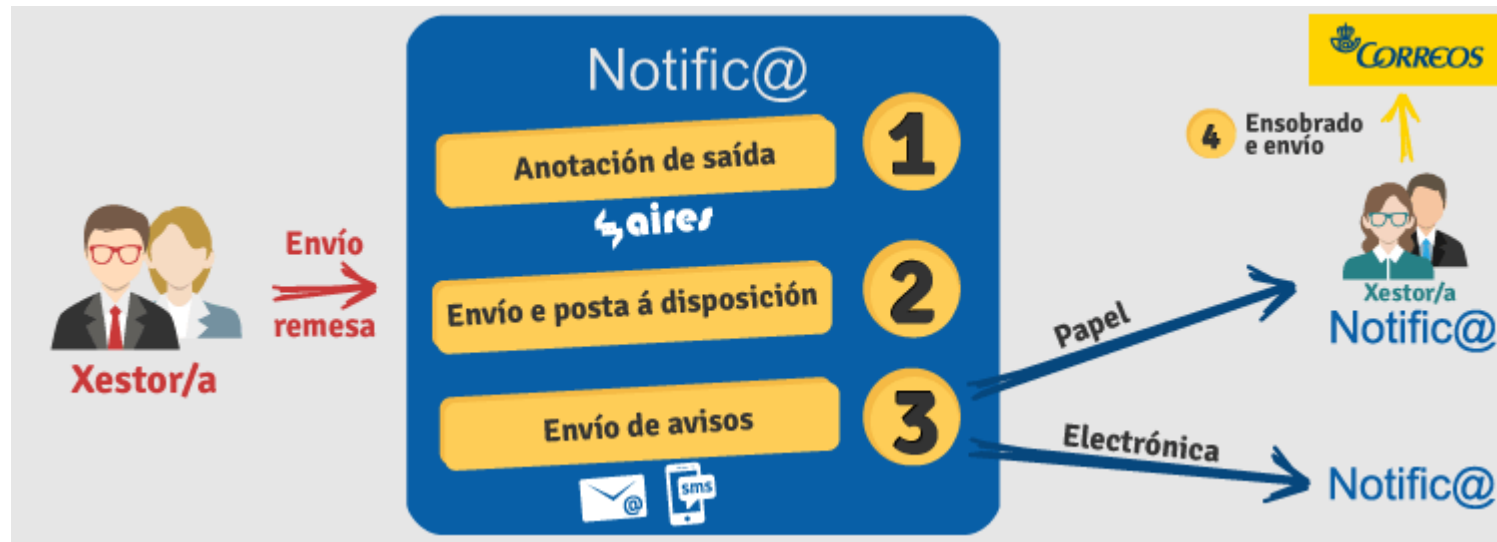 Envío
remesa
Xestor/a
Notific@
Anotación de saída
1
aires
Envío e posta á disposición
2
Envío de avisos
3
@
sms
Papel
Electrónica
CORREOS
4
Ensobrado
e envío
Xestor/a
Notific@
Notific@